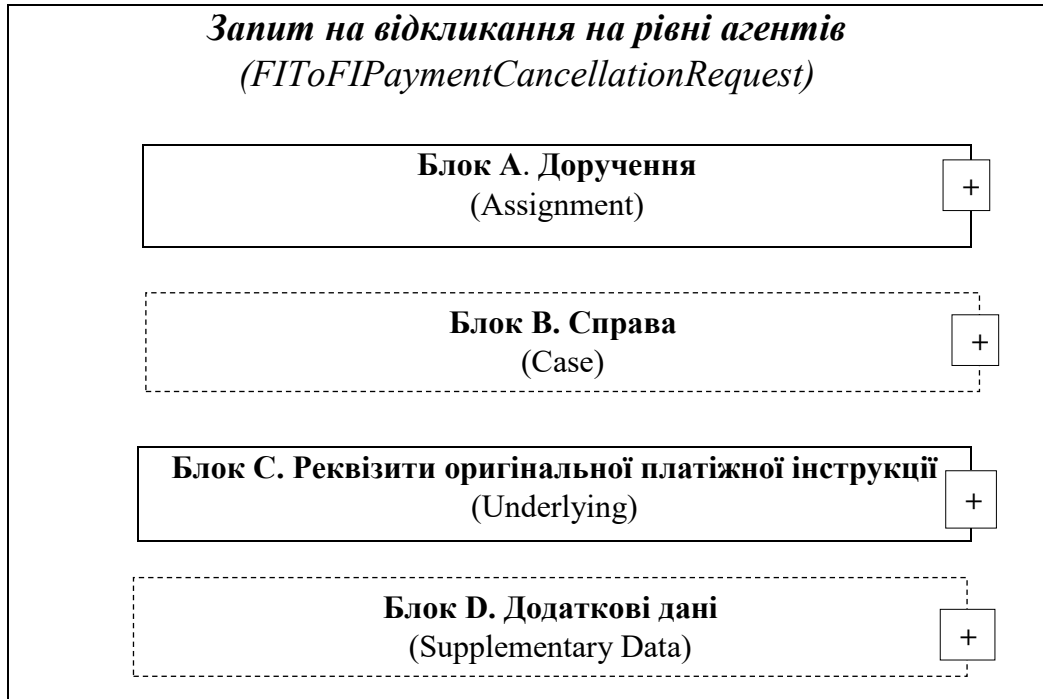 Запит на відкликання на рівні агентів
(FIToFIPaymentCancellationRequest)
Блок А. Доручення
(Assignment)
+
Блок В. Справа
(Case)
+
Блок С. Реквізити оригінальної платіжної інструкції
(Underlying)
+
Блок D. Додаткові дані
(Supplementary Data)
+